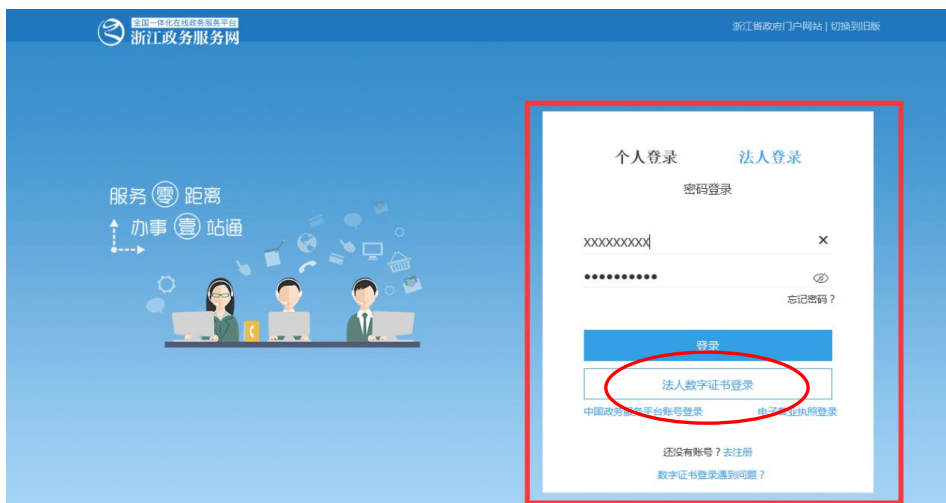 全国一体化在线政务服务平台
浙江政务服务网
浙江省政府门户网站 | 切换到旧版
服务零距离
办事壹站通
个人登录 法人登录
密码登录
XXXXXXXXX
忘记密码？
登录
法人数字证书登录
中国政务服务平台账号登录 电子营业执照登录
还没有账号？去注册
数字证书登录遇到问题？